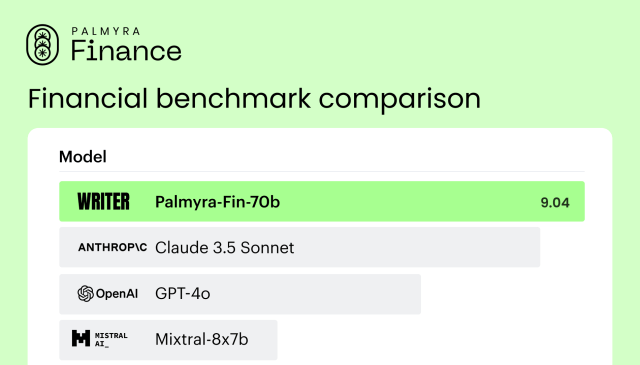 PALMYRA
Finance
Financial benchmark comparison
Model
WRITER Palmyra-Fin-70b 9.04
ANTHROP\C Claude 3.5 Sonnet
OpenAI GPT-4o
MISTRAL
AI_
Mixtral-8x7b